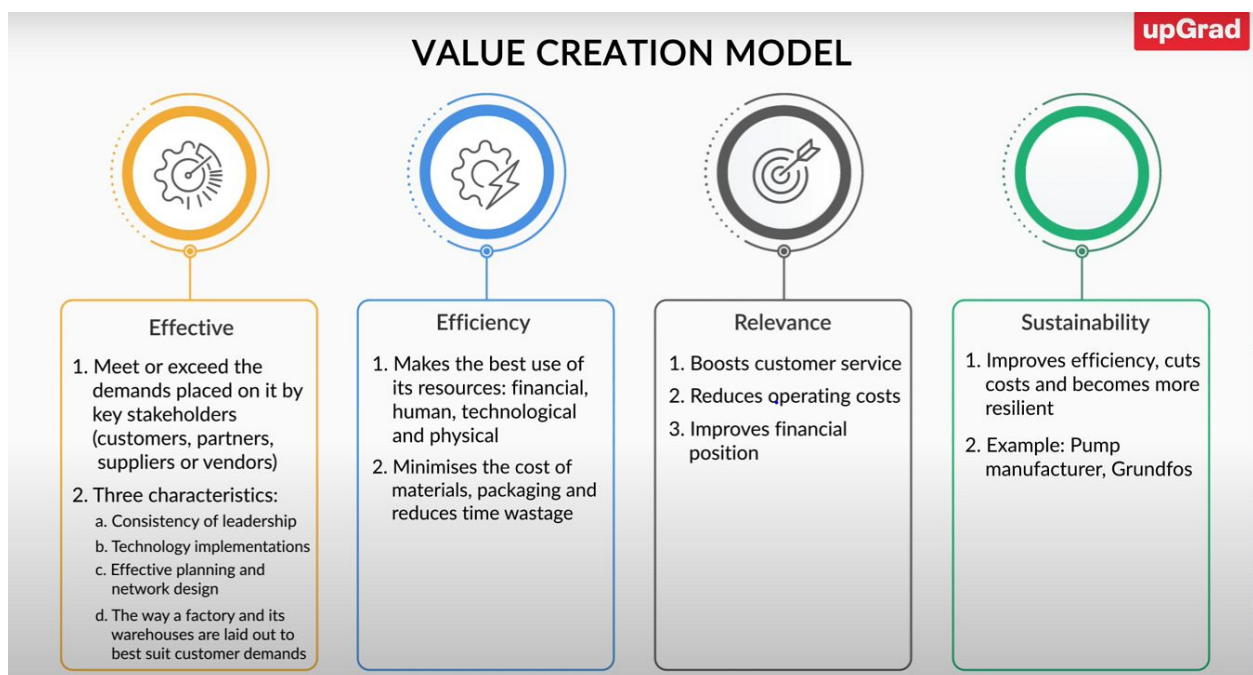 upGrad
VALUE CREATION MODEL
Effective
1. Meet or exceed the
demands placed on it by
key stakeholders
(customers, partners,
suppliers or vendors)
2. Three characteristics:
a. Consistency of leadership
b. Technology implementations
c. Effective planning and
network design
d. The way a factory and its
warehouses are laid out to
best suit customer demands
Efficiency
1. Makes the best use of
its resources: financial,
human, technological
and physical
2. Minimises the cost of
materials, packaging and
reduces time wastage
Relevance
1. Boosts customer service
2. Reduces operating costs
3. Improves financial
position
Sustainability
1. Improves efficiency, cuts
costs and becomes more
resilient
2. Example: Pump
manufacturer, Grundfos